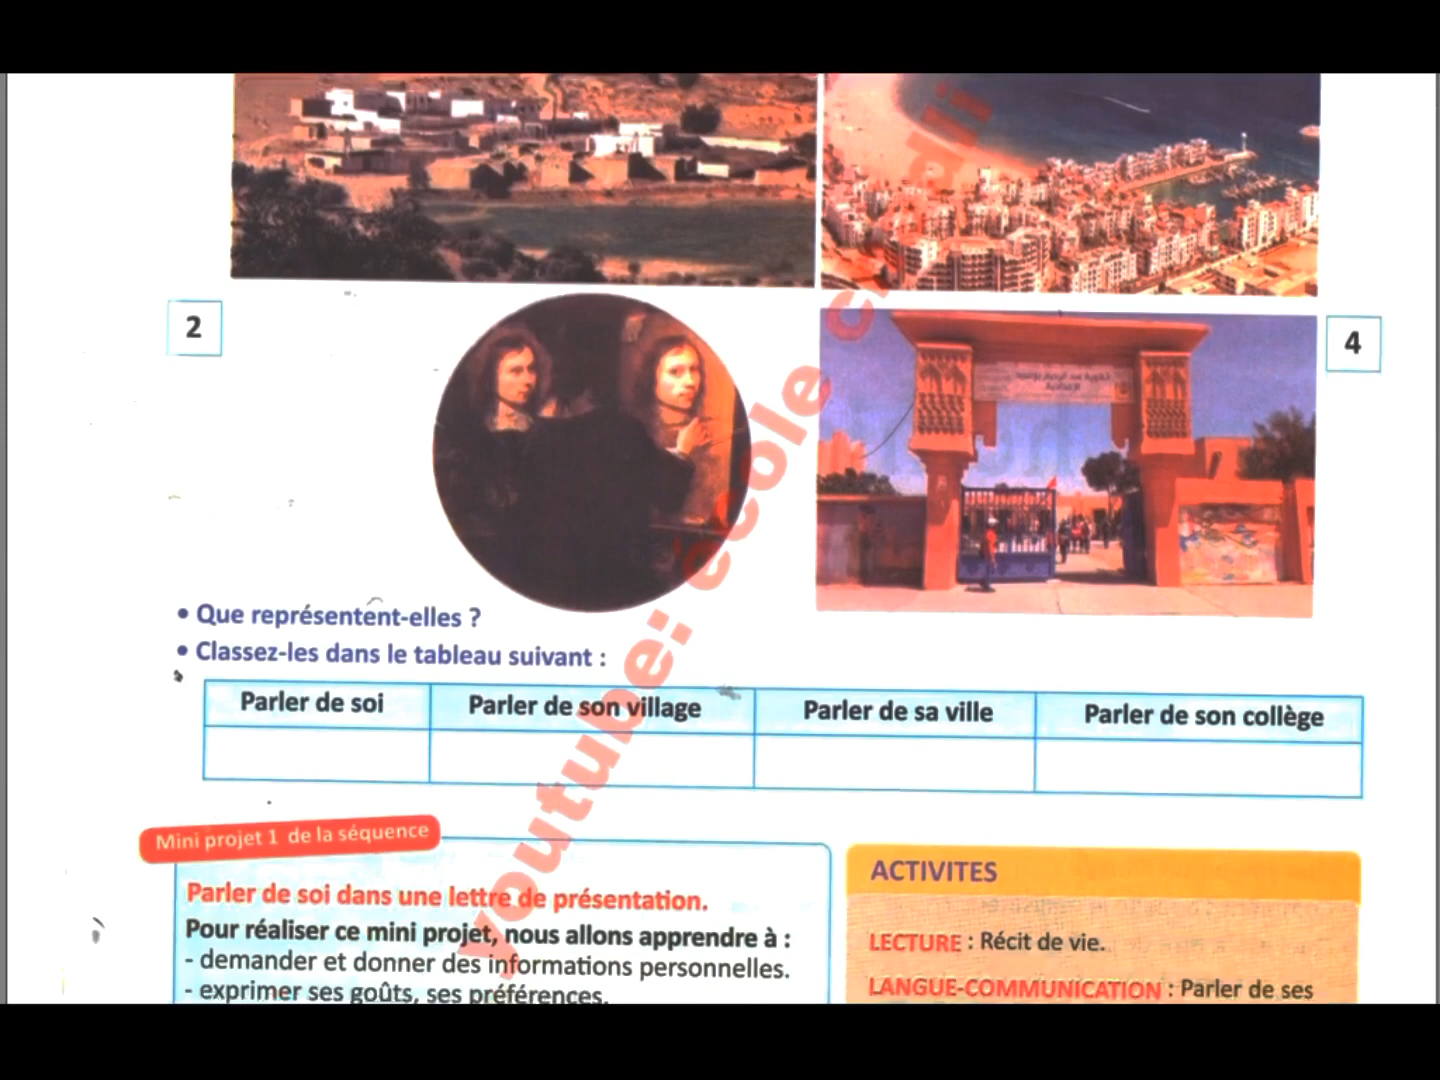 2
4
• Que représentent-elles ?
• Classez-les dans le tableau suivant :
Parler de soi
Parler de son village
Parler de sa ville
Parler de son collège
Mini projet 1 de la séquence
Parler de soi dans une lettre de présentation.
Pour réaliser ce mini projet, nous allons apprendre à :
- demander et donner des informations personnelles.
- exprimer ses goûts, ses préférences.
ACTIVITES
LECTURE : Récit de vie.
LANGUE-COMMUNICATION : Parler de ses
youtube: école